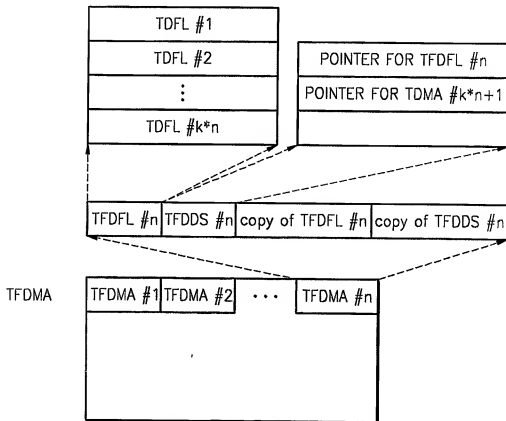 TDFL #1
TDFL #2
⋮
TDFL #k*n
POINTER FOR TFDFL #n
POINTER FOR TDMA #k*n+1
TFDFL #n TFDDS #n copy of TFDFL #n copy of TFDDS #n
TFDMA TFDMA #1 TFDMA #2 ··· TFDMA #n